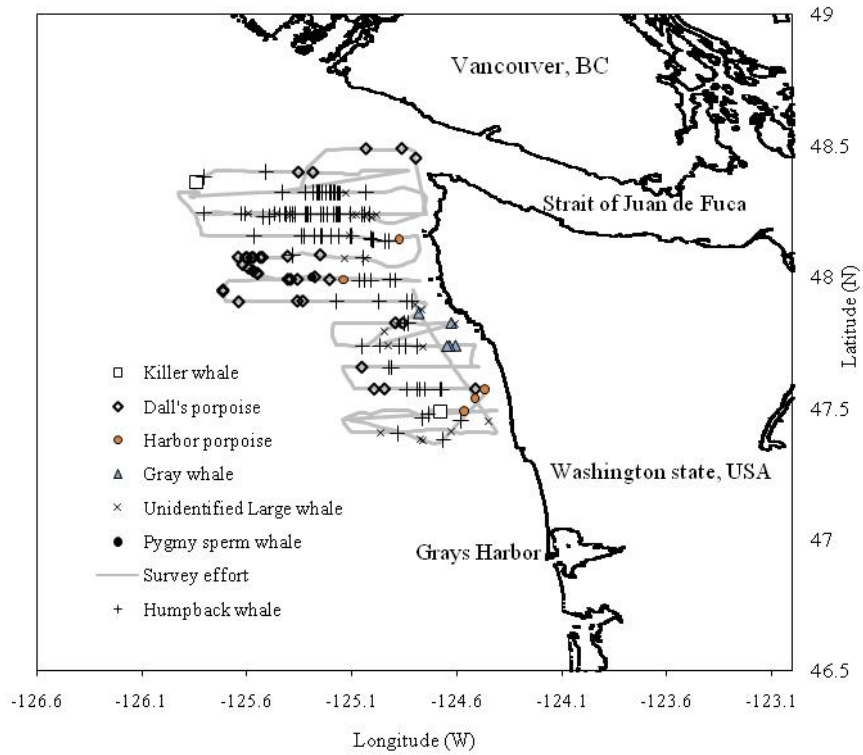 49
Vancouver, BC
48.5
Strait of Juan de Fuca
48
Latitude (N)
Killer whale
Dall's porpoise
Harbor porpoise
Gray whale
Unidentified Large whale
Pygmy sperm whale
Survey effort
Humpback whale
47.5
Washington state, USA
47
Grays Harbor
46.5
-126.6 -126.1 -125.6 -125.1 -124.6 -124.1 -123.6 -123.1
Longitude (W)